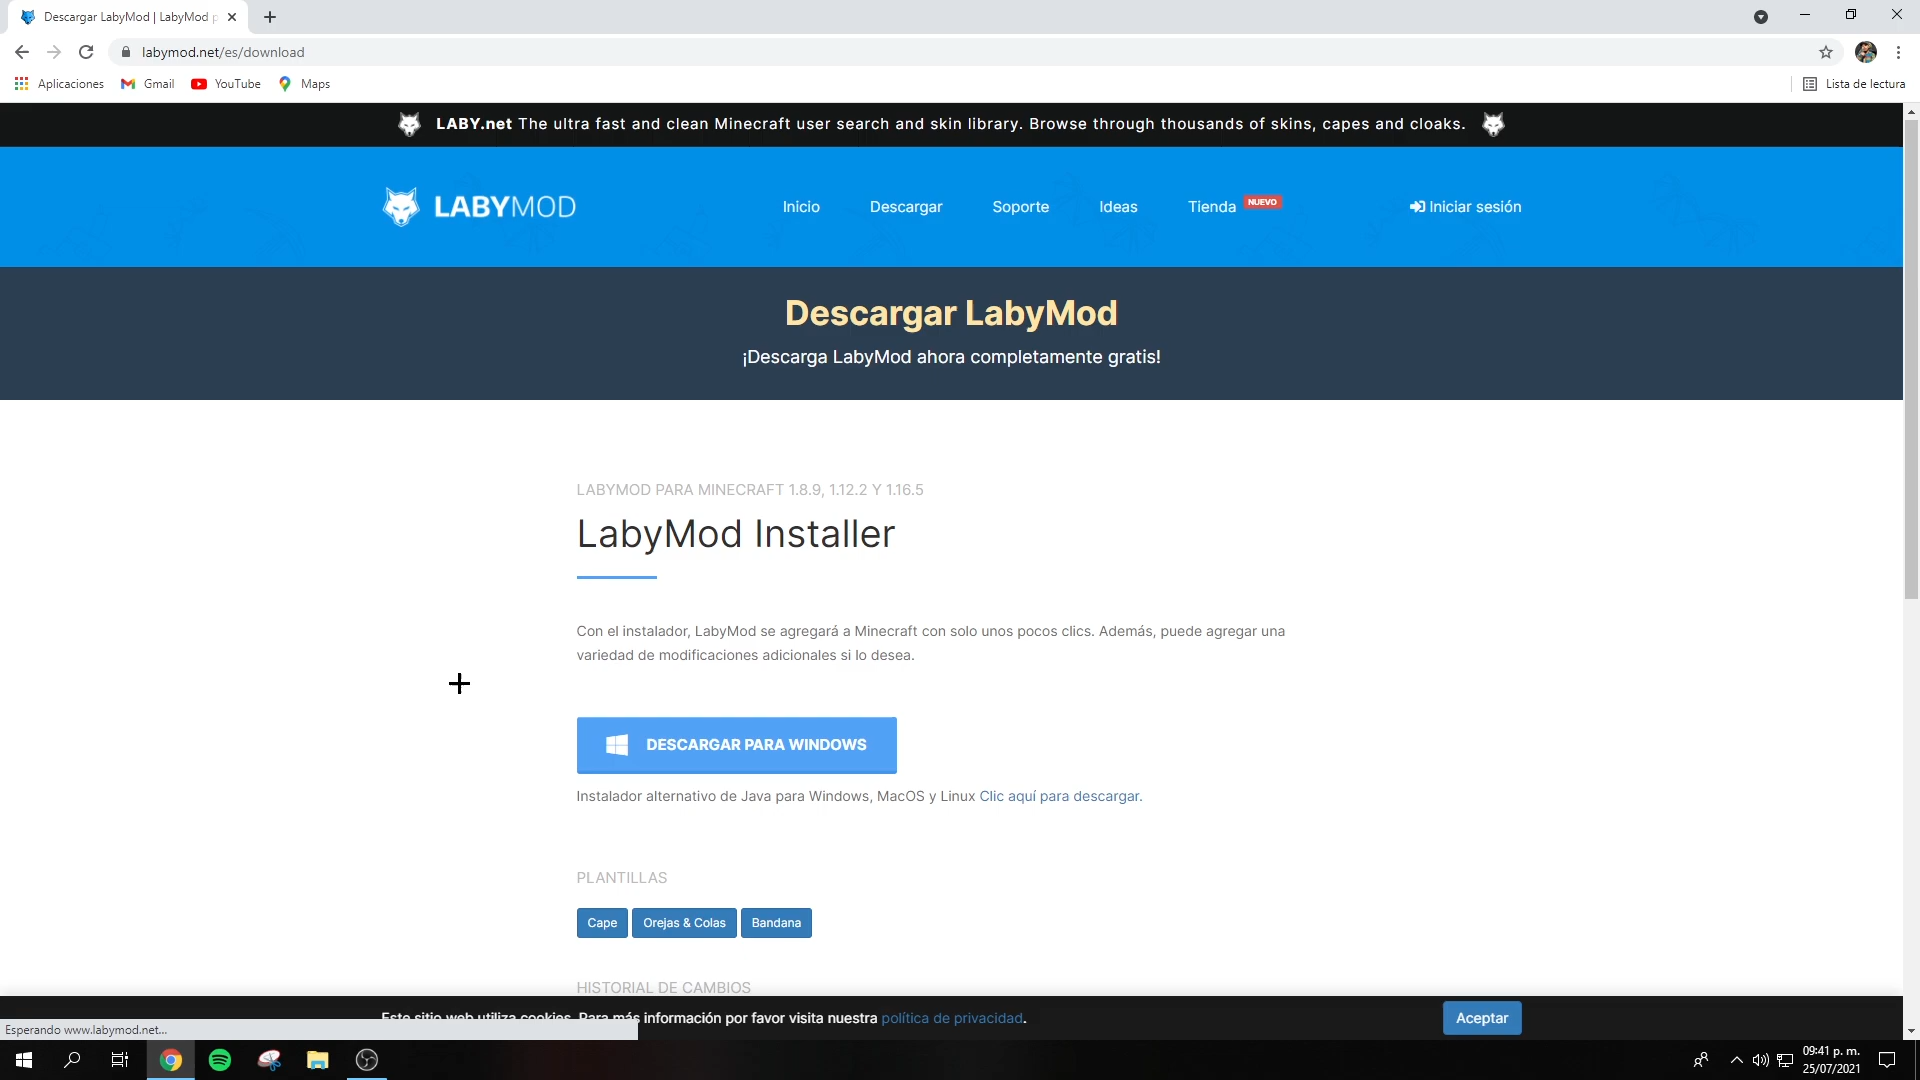 Descargar LabyMod | LabyMod p
labymod.net/es/download
Aplicaciones
Gmail
YouTube
Maps
Lista de lectura
LABY.net The ultra fast and clean Minecraft user search and skin library. Browse through thousands of skins, capes and cloaks.
LABYMOD
Inicio
Descargar
Soporte
Ideas
Tienda
NUEVO
Iniciar sesión
Descargar LabyMod
¡Descarga LabyMod ahora completamente gratis!
LABYMOD PARA MINECRAFT 1.8.9, 1.12.2 Y 1.16.5
LabyMod Installer
Con el instalador, LabyMod se agregará a Minecraft con solo unos pocos clics. Además, puede agregar una
variedad de modificaciones adicionales si lo desea.
DESCARGAR PARA WINDOWS
Instalador alternativo de Java para Windows, MacOS y Linux Clic aquí para descargar.
PLANTILLAS
Cape
Orejas & Colas
Bandana
HISTORIAL DE CAMBIOS
Este sitio web utiliza cookies. Para más información por favor visita nuestra política de privacidad.
Aceptar
Esperando www.labymod.net...
09:41 p. m.
25/07/2021